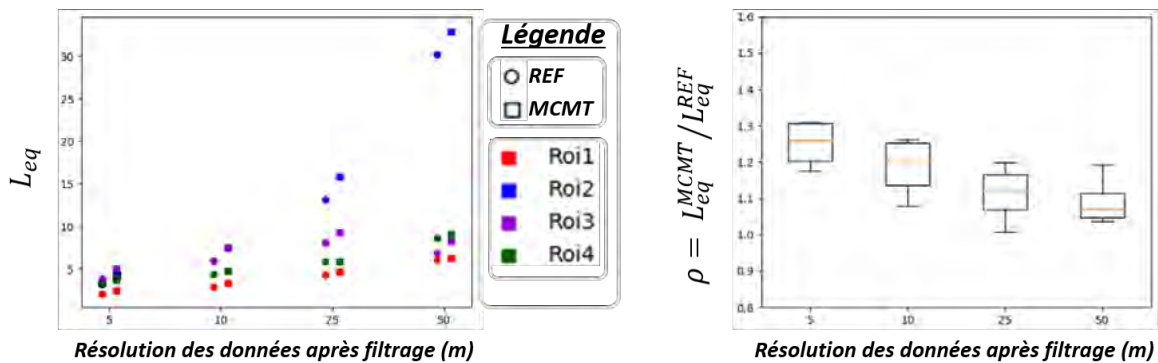 30
25
20
15
10
5
L_eq
5 10 25 50
Résolution des données après filtrage (m)
Légende
REF
MCMT
Roi1
Roi2
Roi3
Roi4
1.6
1.5
1.4
1.3
1.2
1.1
1.0
0.9
0.8
ρ = L_eq^MCMT / L_eq^REF
5 10 25 50
Résolution des données après filtrage (m)